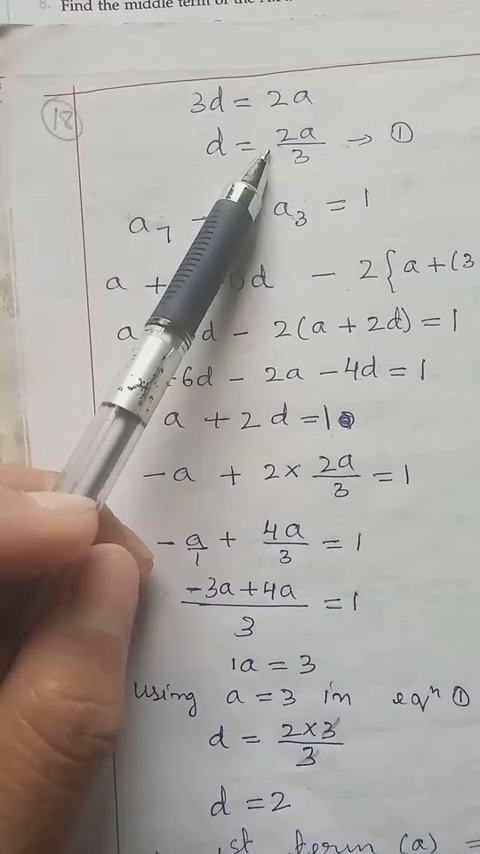 8. Find the middle term of the A.P.
18
3d = 2a
d = 2a/3 → ①
a7 - a3 = 1
a + d - 2{a+(3
a d - 2(a + 2d) = 1
6d - 2a - 4d = 1
a + 2d = 1
-a + 2× 2a/3 = 1
-a/1 + 4a/3 = 1
-3a+4a/3 = 1
1a = 3
Using a = 3 in eqn ①
d = 2×3/3
d = 2
1st term (a) =